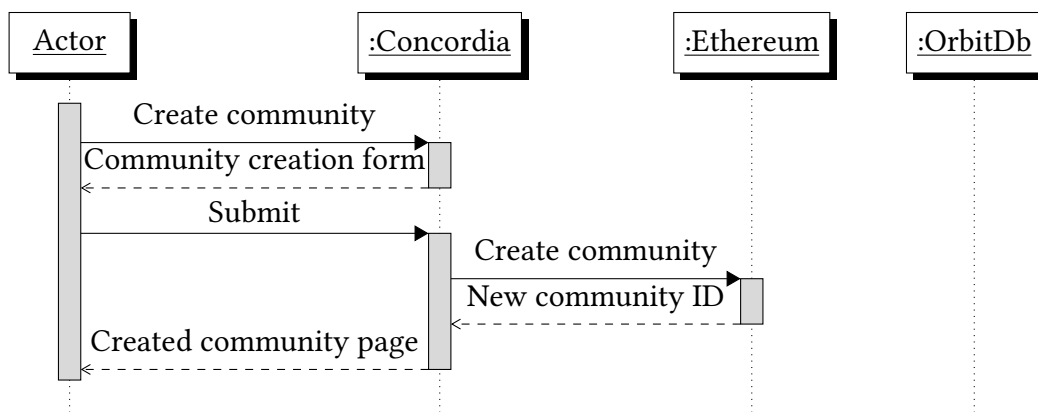 Actor
:Concordia
:Ethereum
:OrbitDb
Create community
Community creation form
Submit
Create community
New community ID
Created community page